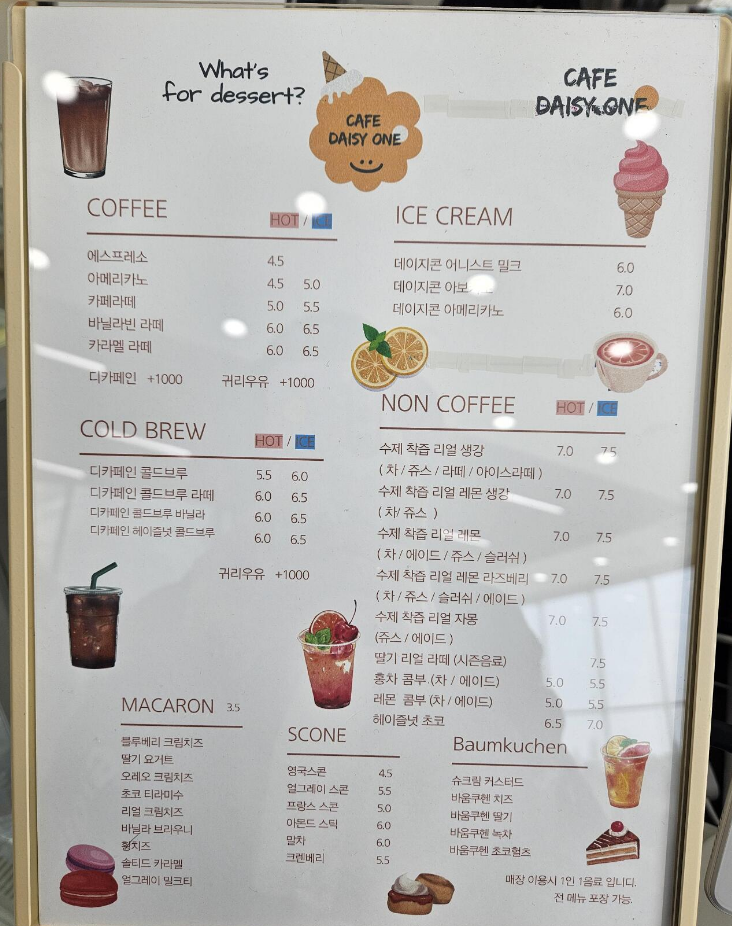 What's
for dessert?
CAFE
DAISY ONE
CAFE
DAISY ONE
COFFEE HOT / ICE
에스프레소 4.5
아메리카노 4.5 5.0
카페라떼 5.0 5.5
바닐라빈 라떼 6.0 6.5
카라멜 라떼 6.0 6.5
디카페인 +1000 귀리우유 +1000
COLD BREW HOT / ICE
디카페인 콜드브루 5.5 6.0
디카페인 콜드브루 라떼 6.0 6.5
디카페인 콜드브루 바닐라 6.0 6.5
디카페인 헤이즐넛 콜드브루 6.0 6.5
귀리우유 +1000
ICE CREAM
데이지콘 어니스트 밀크 6.0
데이지콘 7.0
데이지콘 아메리카노 6.0
NON COFFEE HOT / ICE
수제 착즙 리얼 생강 7.0 7.5
( 차 / 쥬스 / 라떼 / 아이스라떼 )
수제 착즙 리얼 레몬 생강 7.0 7.5
( 차/ 쥬스 )
수제 착즙 리얼 레몬 7.0 7.5
( 차 / 에이드 / 쥬스 / 슬러쉬 )
수제 착즙 리얼 레몬 라즈베리 7.0 7.5
( 차 / 쥬스 / 슬러쉬 / 에이드 )
수제 착즙 리얼 자몽 7.0 7.5
(쥬스 / 에이드 )
딸기 리얼 라떼 (시즌음료) 7.5
홍차 콤부 (차 / 에이드) 5.0 5.5
레몬 콤부 (차 / 에이드) 5.0 5.5
헤이즐넛 초코 6.5 7.0
MACARON 3.5
블루베리 크림치즈
딸기 요거트
오레오 크림치즈
초코 티라미수
리얼 크림치즈
바닐라 브라우니
황치즈
솔티드 카라멜
얼그레이 밀크티
SCONE
영국스콘 4.5
얼그레이 스콘 5.5
프랑스 스콘 5.0
아몬드 스틱 6.0
말차 6.0
크렌베리 5.5
Baumkuchen
슈크림 커스터드
바움쿠헨 치즈
바움쿠헨 딸기
바움쿠헨 녹차
바움쿠헨 초코헐츠
매장 이용시 1인 1음료 입니다.
전 메뉴 포장 가능.